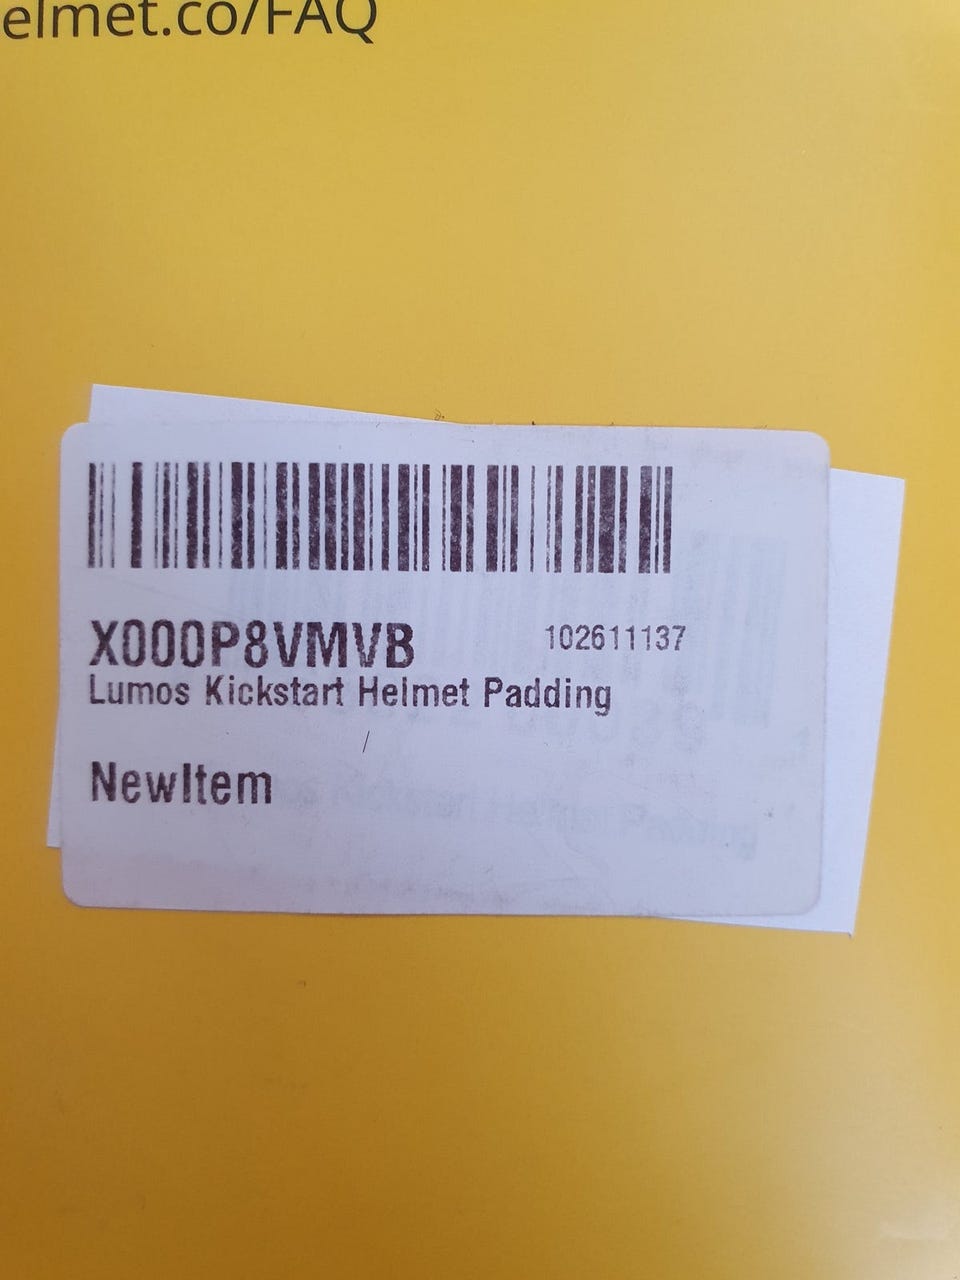 elmet.co/FAQ
X000P8VMVB 102611137
Lumos Kickstart Helmet Padding
NewItem